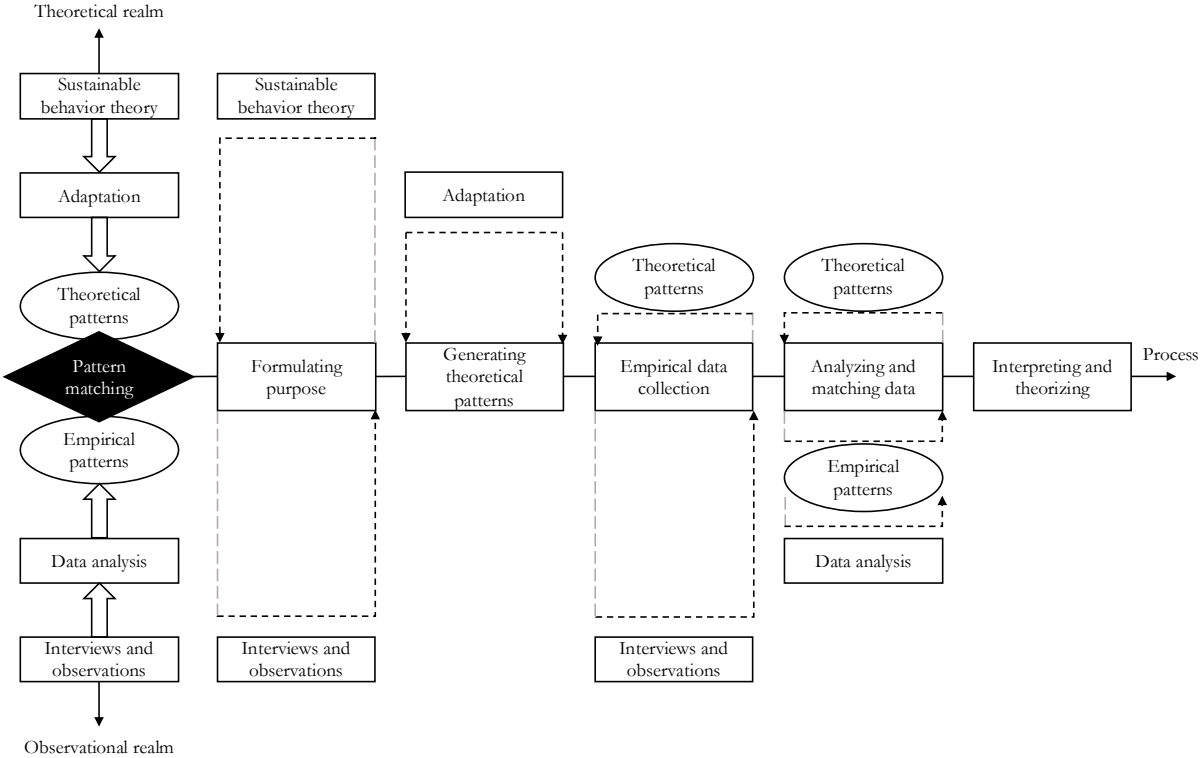 Theoretical realm
Sustainable
behavior theory
Sustainable
behavior theory
Adaptation
Adaptation
Theoretical
patterns
Theoretical
patterns
Theoretical
patterns
Pattern
matching
Formulating
purpose
Generating
theoretical
patterns
Empirical data
collection
Analyzing and
matching data
Interpreting and
theorizing
Process
Empirical
patterns
Empirical
patterns
Data analysis
Data analysis
Interviews and
observations
Interviews and
observations
Interviews and
observations
Observational realm